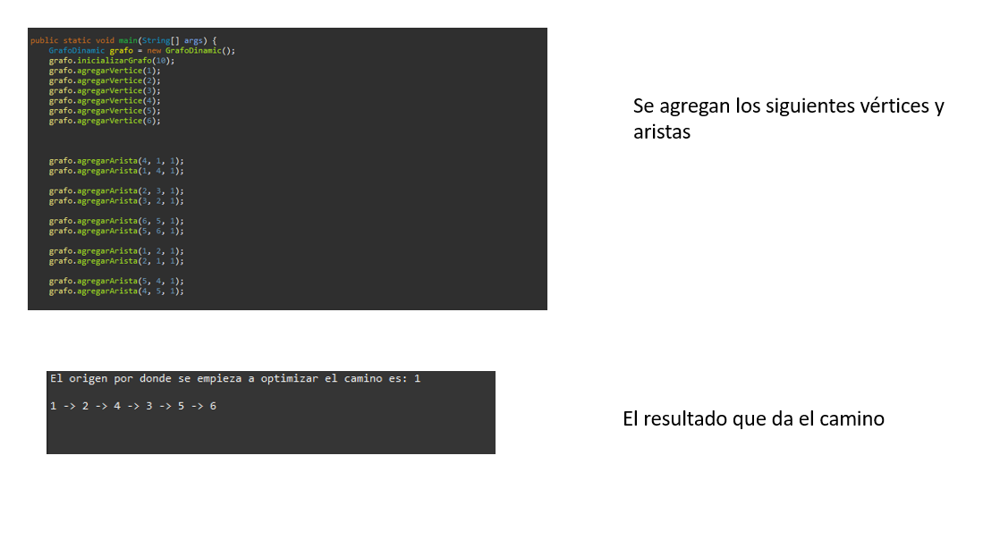 public static void main(String[] args) {
GrafoDinamic grafo = new GrafoDinamic();
grafo.inicializarGrafo(10);
grafo.agregarVertice(1);
grafo.agregarVertice(2);
grafo.agregarVertice(3);
grafo.agregarVertice(4);
grafo.agregarVertice(5);
grafo.agregarVertice(6);
grafo.agregarArista(4, 1, 1);
grafo.agregarArista(1, 4, 1);
grafo.agregarArista(2, 3, 1);
grafo.agregarArista(3, 2, 1);
grafo.agregarArista(6, 5, 1);
grafo.agregarArista(5, 6, 1);
grafo.agregarArista(1, 2, 1);
grafo.agregarArista(2, 1, 1);
grafo.agregarArista(5, 4, 1);
grafo.agregarArista(4, 5, 1);
Se agregan los siguientes vértices y
aristas
El origen por donde se empieza a optimizar el camino es: 1
1 -> 2 -> 4 -> 3 -> 5 -> 6
El resultado que da el camino